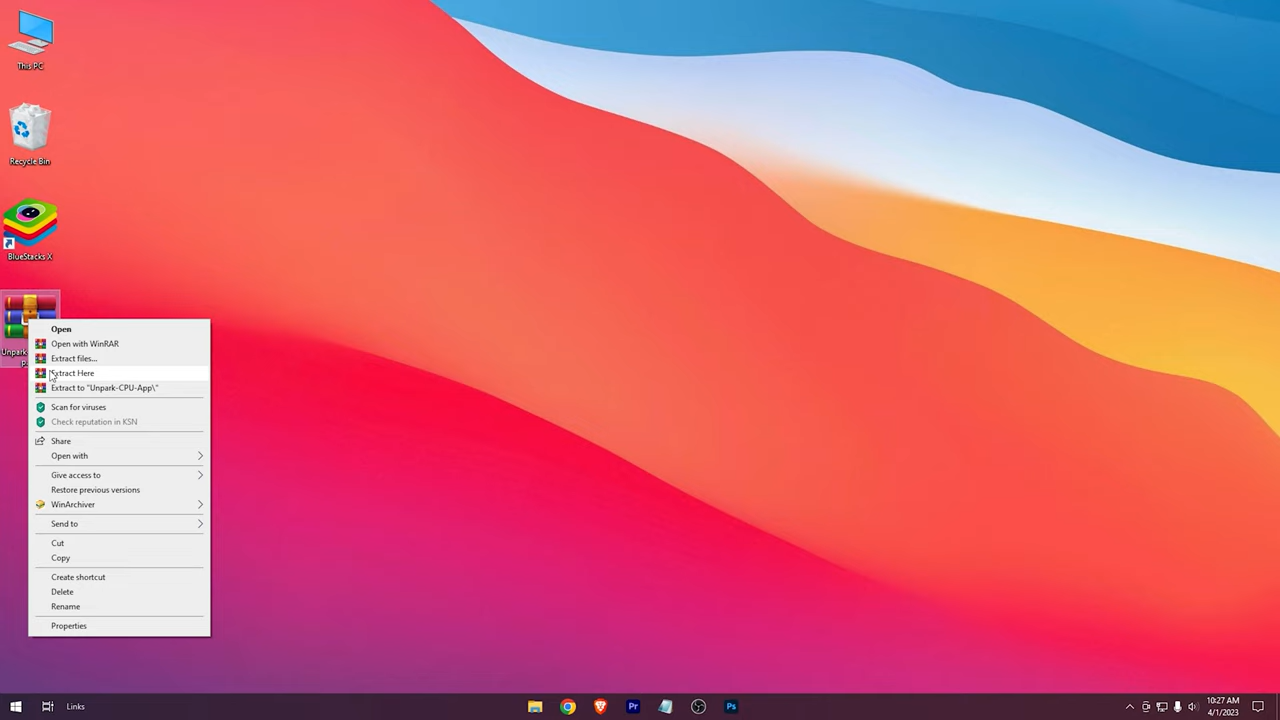 This PC
Recycle Bin
BlueStacks X
Open
Open with WinRAR
Extract files...
Extract Here
Extract to "Unpark-CPU-App\"
Scan for viruses
Check reputation in KSN
Share
Open with
Give access to
Restore previous versions
WinArchiver
Send to
Cut
Copy
Create shortcut
Delete
Rename
Properties
Links
Pr
Ps
10:27 AM
4/1/2023